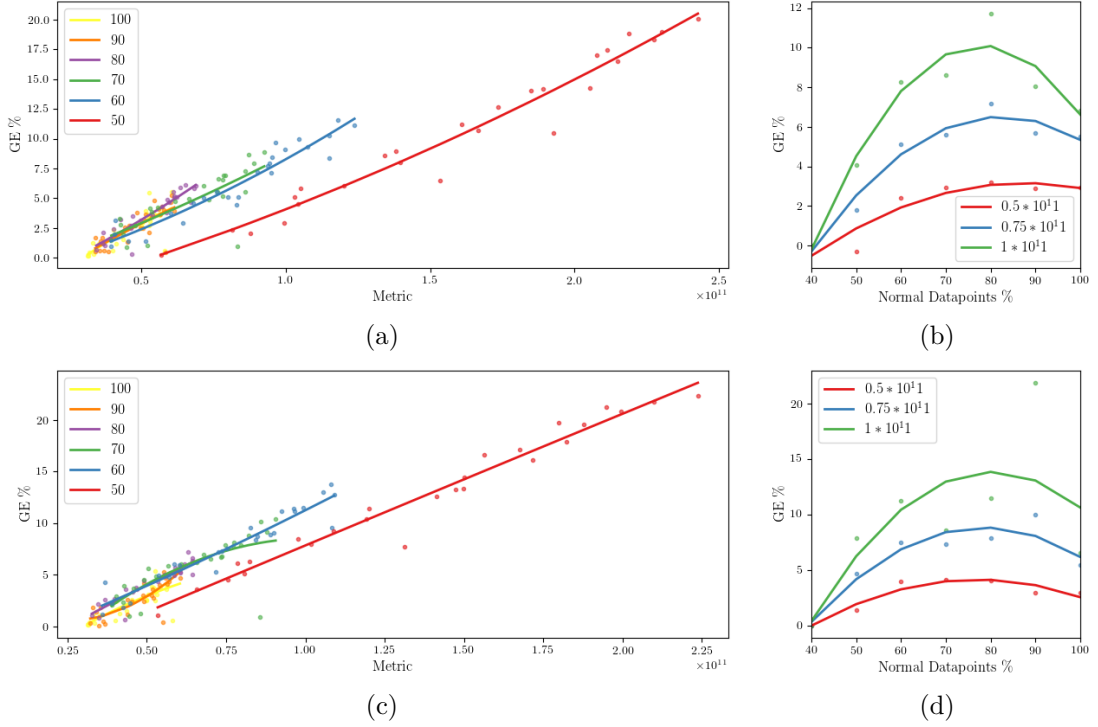 100
90
80
70
60
50
GE %
20.0
17.5
15.0
12.5
10.0
7.5
5.0
2.5
0.0
0.5
1.0
1.5
2.0
×10¹¹
Metric
(a)
GE %
12
10
8
6
4
2
0
0.5 ∗ 10¹1
0.75 ∗ 10¹1
1 ∗ 10¹1
40 50 60 70 80 90 100
Normal Datapoints %
(b)
100
90
80
70
60
50
GE %
20
15
10
5
0
0.25 0.50 0.75 1.00 1.25 1.50 1.75 2.00 2.25
×10¹¹
Metric
(c)
0.5 ∗ 10¹1
0.75 ∗ 10¹1
1 ∗ 10¹1
GE %
20
15
10
5
0
40 50 60 70 80 90 100
Normal Datapoints %
(d)